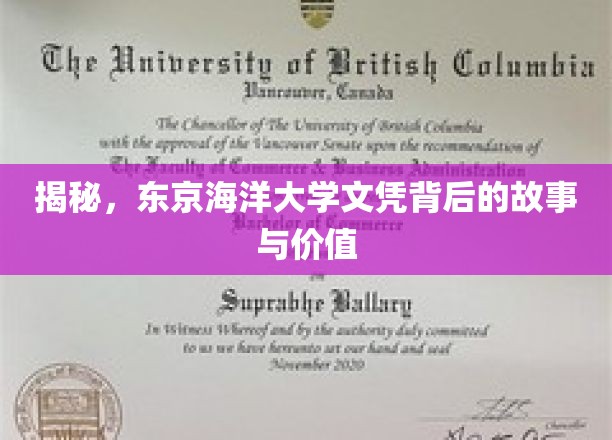 The University of British Columbia
Vancouver, Canada
The Chancellor of The University of British Columbia
with the approval of the Vancouver Senate upon the recommendation of
The Faculty of Commerce & Business Administration
揭秘，东京海洋大学文凭背后的故事
Bachelor of Commerce
与价值
on
Suprabhe Ballary
In Witness Whereof and by the authority duly committed
to us we have hereunto set our hand and seal
November 2020
Chancellor